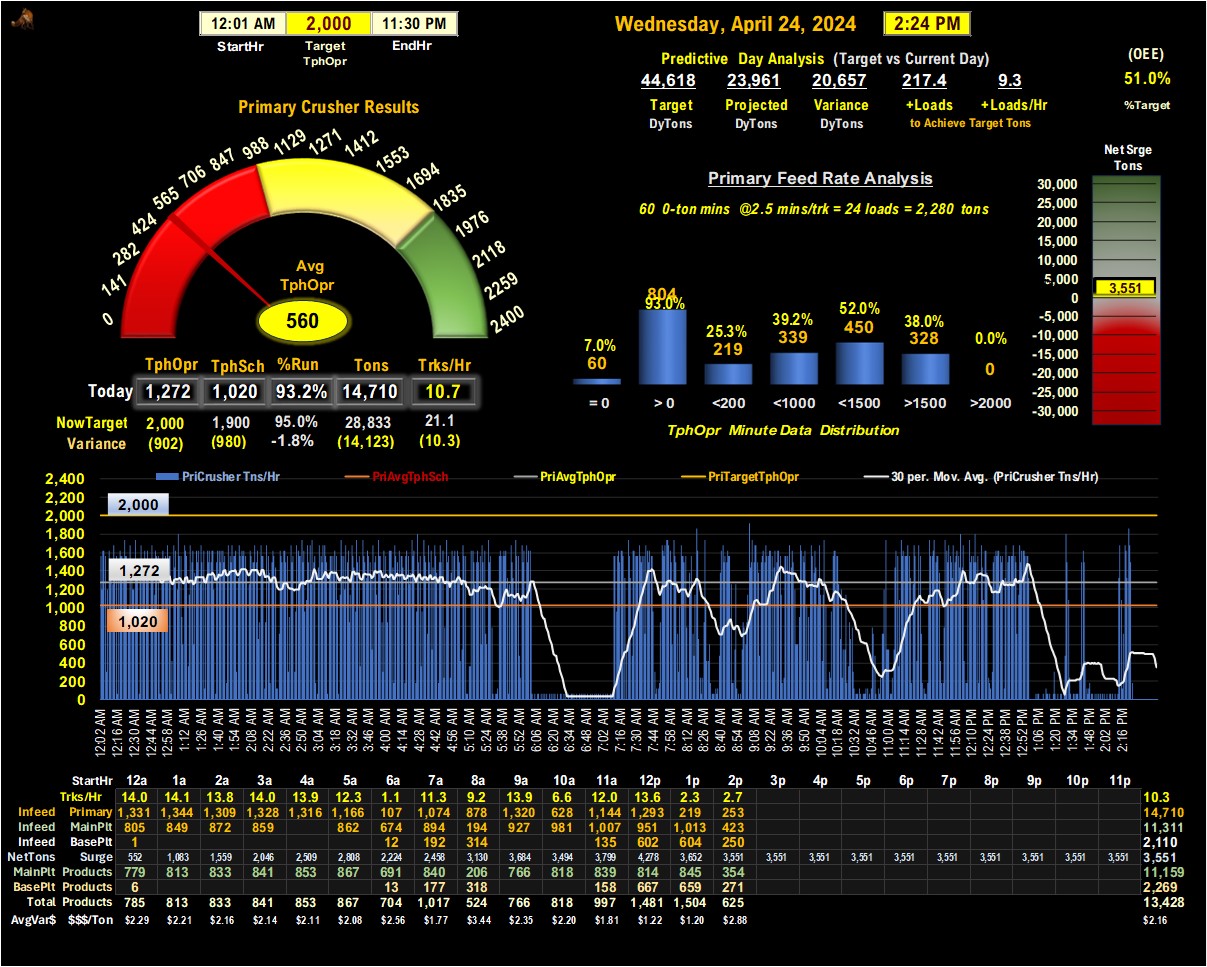 12:01 AM 2,000 11:30 PM
StartHr Target TphOpr EndHr
Wednesday, April 24, 2024 2:24 PM
Predictive Day Analysis (Target vs Current Day)
44,618 23,961 20,657 217.4 9.3
Target Projected Variance +Loads +Loads/Hr
DyTons DyTons DyTons to Achieve Target Tons
(OEE)
51.0%
%Target
Primary Crusher Results
0 141 282 424 565 706 847 988 1129 1271 1412 1553 1694 1835 1976 2118 2259 2400
Avg
TphOpr
560
TphOpr TphSch %Run Tons Trks/Hr
Today 1,272 1,020 93.2% 14,710 10.7
NowTarget 2,000 1,900 95.0% 28,833 21.1
Variance (902) (980) -1.8% (14,123) (10.3)
Primary Feed Rate Analysis
60 0-ton mins @2.5 mins/trk = 24 loads = 2,280 tons
7.0% 93.0% 25.3% 39.2% 52.0% 38.0% 0.0%
60 804 219 339 450 328 0
= 0 > 0 <200 <1000 <1500 >1500 >2000
TphOpr Minute Data Distribution
Net Srge
Tons
30,000
25,000
20,000
15,000
10,000
5,000
3,551
0
-5,000
-10,000
-15,000
-20,000
-25,000
-30,000
PriCrusher Tns/Hr PriAvgTphSch PriAvgTphOpr PriTargetTphOpr 30 per. Mov. Avg. (PriCrusher Tns/Hr)
2,400
2,200
2,000
1,800
1,600
1,400
1,200
1,000
800
600
400
200
0
2,000
1,272
1,020
12:02 AM 12:16 AM 12:30 AM 12:44 AM 12:58 AM 1:12 AM 1:26 AM 1:40 AM 1:54 AM 2:08 AM 2:22 AM 2:36 AM 2:50 AM 3:04 AM 3:18 AM 3:32 AM 3:46 AM 4:00 AM 4:14 AM 4:28 AM 4:42 AM 4:56 AM 5:10 AM 5:24 AM 5:38 AM 5:52 AM 6:06 AM 6:20 AM 6:34 AM 6:48 AM 7:02 AM 7:16 AM 7:30 AM 7:44 AM 7:58 AM 8:12 AM 8:26 AM 8:40 AM 8:54 AM 9:08 AM 9:22 AM 9:36 AM 9:50 AM 10:04 AM 10:18 AM 10:32 AM 10:46 AM 11:00 AM 11:14 AM 11:28 AM 11:42 AM 11:56 AM 12:10 PM 12:24 PM 12:38 PM 12:52 PM 1:06 PM 1:20 PM 1:34 PM 1:48 PM 2:02 PM 2:16 PM
StartHr 12a 1a 2a 3a 4a 5a 6a 7a 8a 9a 10a 11a 12p 1p 2p 3p 4p 5p 6p 7p 8p 9p 10p 11p
Trks/Hr 14.0 14.1 13.8 14.0 13.9 12.3 1.1 11.3 9.2 13.9 6.6 12.0 13.6 2.3 2.7 10.3
Infeed Primary 1,331 1,344 1,309 1,328 1,316 1,166 107 1,074 878 1,320 628 1,144 1,293 219 253 14,710
Infeed MainPlt 805 849 872 859 862 674 894 194 927 981 1,007 951 1,013 423 11,311
Infeed BasePlt 1 12 192 314 135 602 604 250 2,110
NetTons Surge 552 1,083 1,559 2,046 2,509 2,808 2,224 2,458 3,130 3,684 3,494 3,799 4,278 3,652 3,551 3,551 3,551 3,551 3,551 3,551 3,551 3,551 3,551 3,551 3,551
MainPlt Products 779 813 833 841 853 867 691 840 206 766 818 839 814 845 354 11,159
BasePlt Products 6 13 177 318 158 667 659 271 2,269
Total Products 785 813 833 841 853 867 704 1,017 524 766 818 997 1,481 1,504 625 13,428
AvgVar$ $$$/Ton $2.29 $2.21 $2.16 $2.14 $2.11 $2.08 $2.56 $1.77 $3.44 $2.35 $2.20 $1.81 $1.22 $1.20 $2.88 $2.16